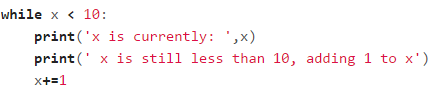 while x < 10:
    print('x is currently: ',x)
    print(' x is still less than 10, adding 1 to x')
    x+=1